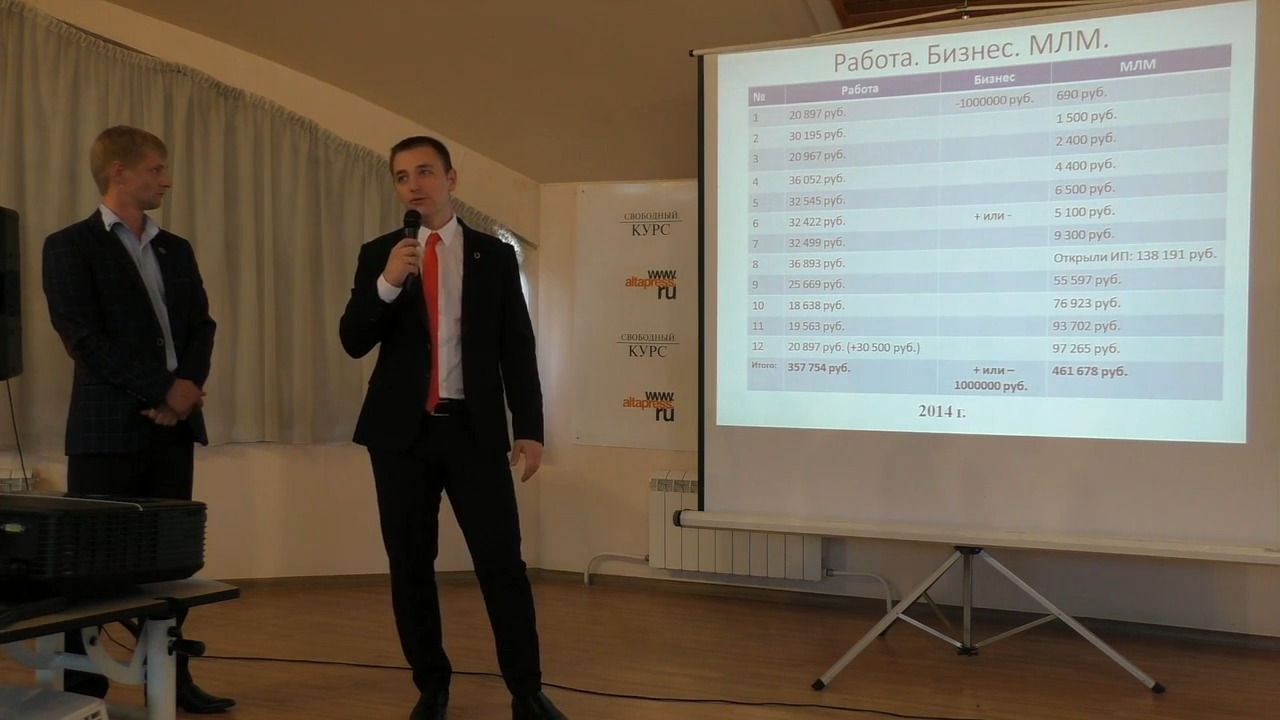 СВОБОДНЫЙ
КУРС
www.
altapress.
ru
СВОБОДНЫЙ
КУРС
www.
altapress.
ru
Работа. Бизнес. МЛМ.
№ Работа Бизнес МЛМ
1 20 897 руб. -1000000 руб. 690 руб.
2 30 195 руб. 1 500 руб.
3 20 967 руб. 2 400 руб.
4 36 052 руб. 4 400 руб.
5 32 545 руб. 6 500 руб.
6 32 422 руб. + или - 5 100 руб.
7 32 499 руб. 9 300 руб.
8 36 893 руб. Открыли ИП: 138 191 руб.
9 25 669 руб. 55 597 руб.
10 18 638 руб. 76 923 руб.
11 19 563 руб. 93 702 руб.
12 20 897 руб. (+30 500 руб.) 97 265 руб.
Итого: 357 754 руб. + или – 461 678 руб.
1000000 руб.
2014 г.